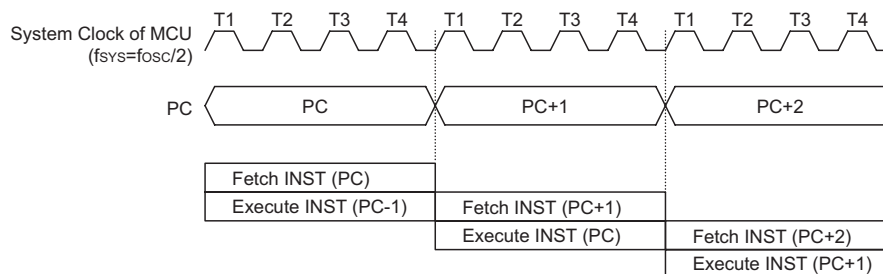 T1 T2 T3 T4 T1 T2 T3 T4 T1 T2 T3 T4
System Clock of MCU
(fSYS=fOSC/2)
PC PC PC+1 PC+2
Fetch INST (PC)
Execute INST (PC-1) Fetch INST (PC+1)
Execute INST (PC) Fetch INST (PC+2)
Execute INST (PC+1)